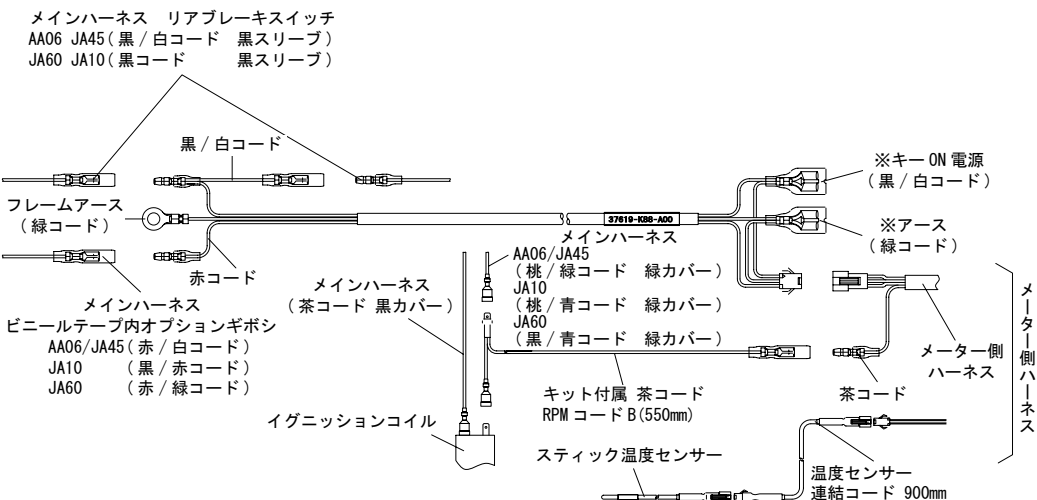 メインハーネス　リアブレーキスイッチ
AA06 JA45(黒/白コード　黒スリーブ)
JA60 JA10(黒コード　　　黒スリーブ)
黒/白コード
フレームアース
(緑コード)
赤コード
メインハーネス
ビニールテープ内オプションギボシ
AA06/JA45(赤/白コード)
JA10　　(黒/赤コード)
JA60　　(赤/緑コード)
メインハーネス
(茶コード 黒カバー)
イグニッションコイル
37619-K88-A00
メインハーネス
AA06/JA45
(桃/緑コード　緑カバー)
JA10
(桃/青コード　緑カバー)
JA60
(黒/青コード　緑カバー)
キット付属 茶コード
RPMコードB(550mm)
スティック温度センサー
※キーON電源
(黒/白コード)
※アース
(緑コード)
メーター側
ハーネス
茶コード
メーター側ハーネス
温度センサー
連結コード 900mm